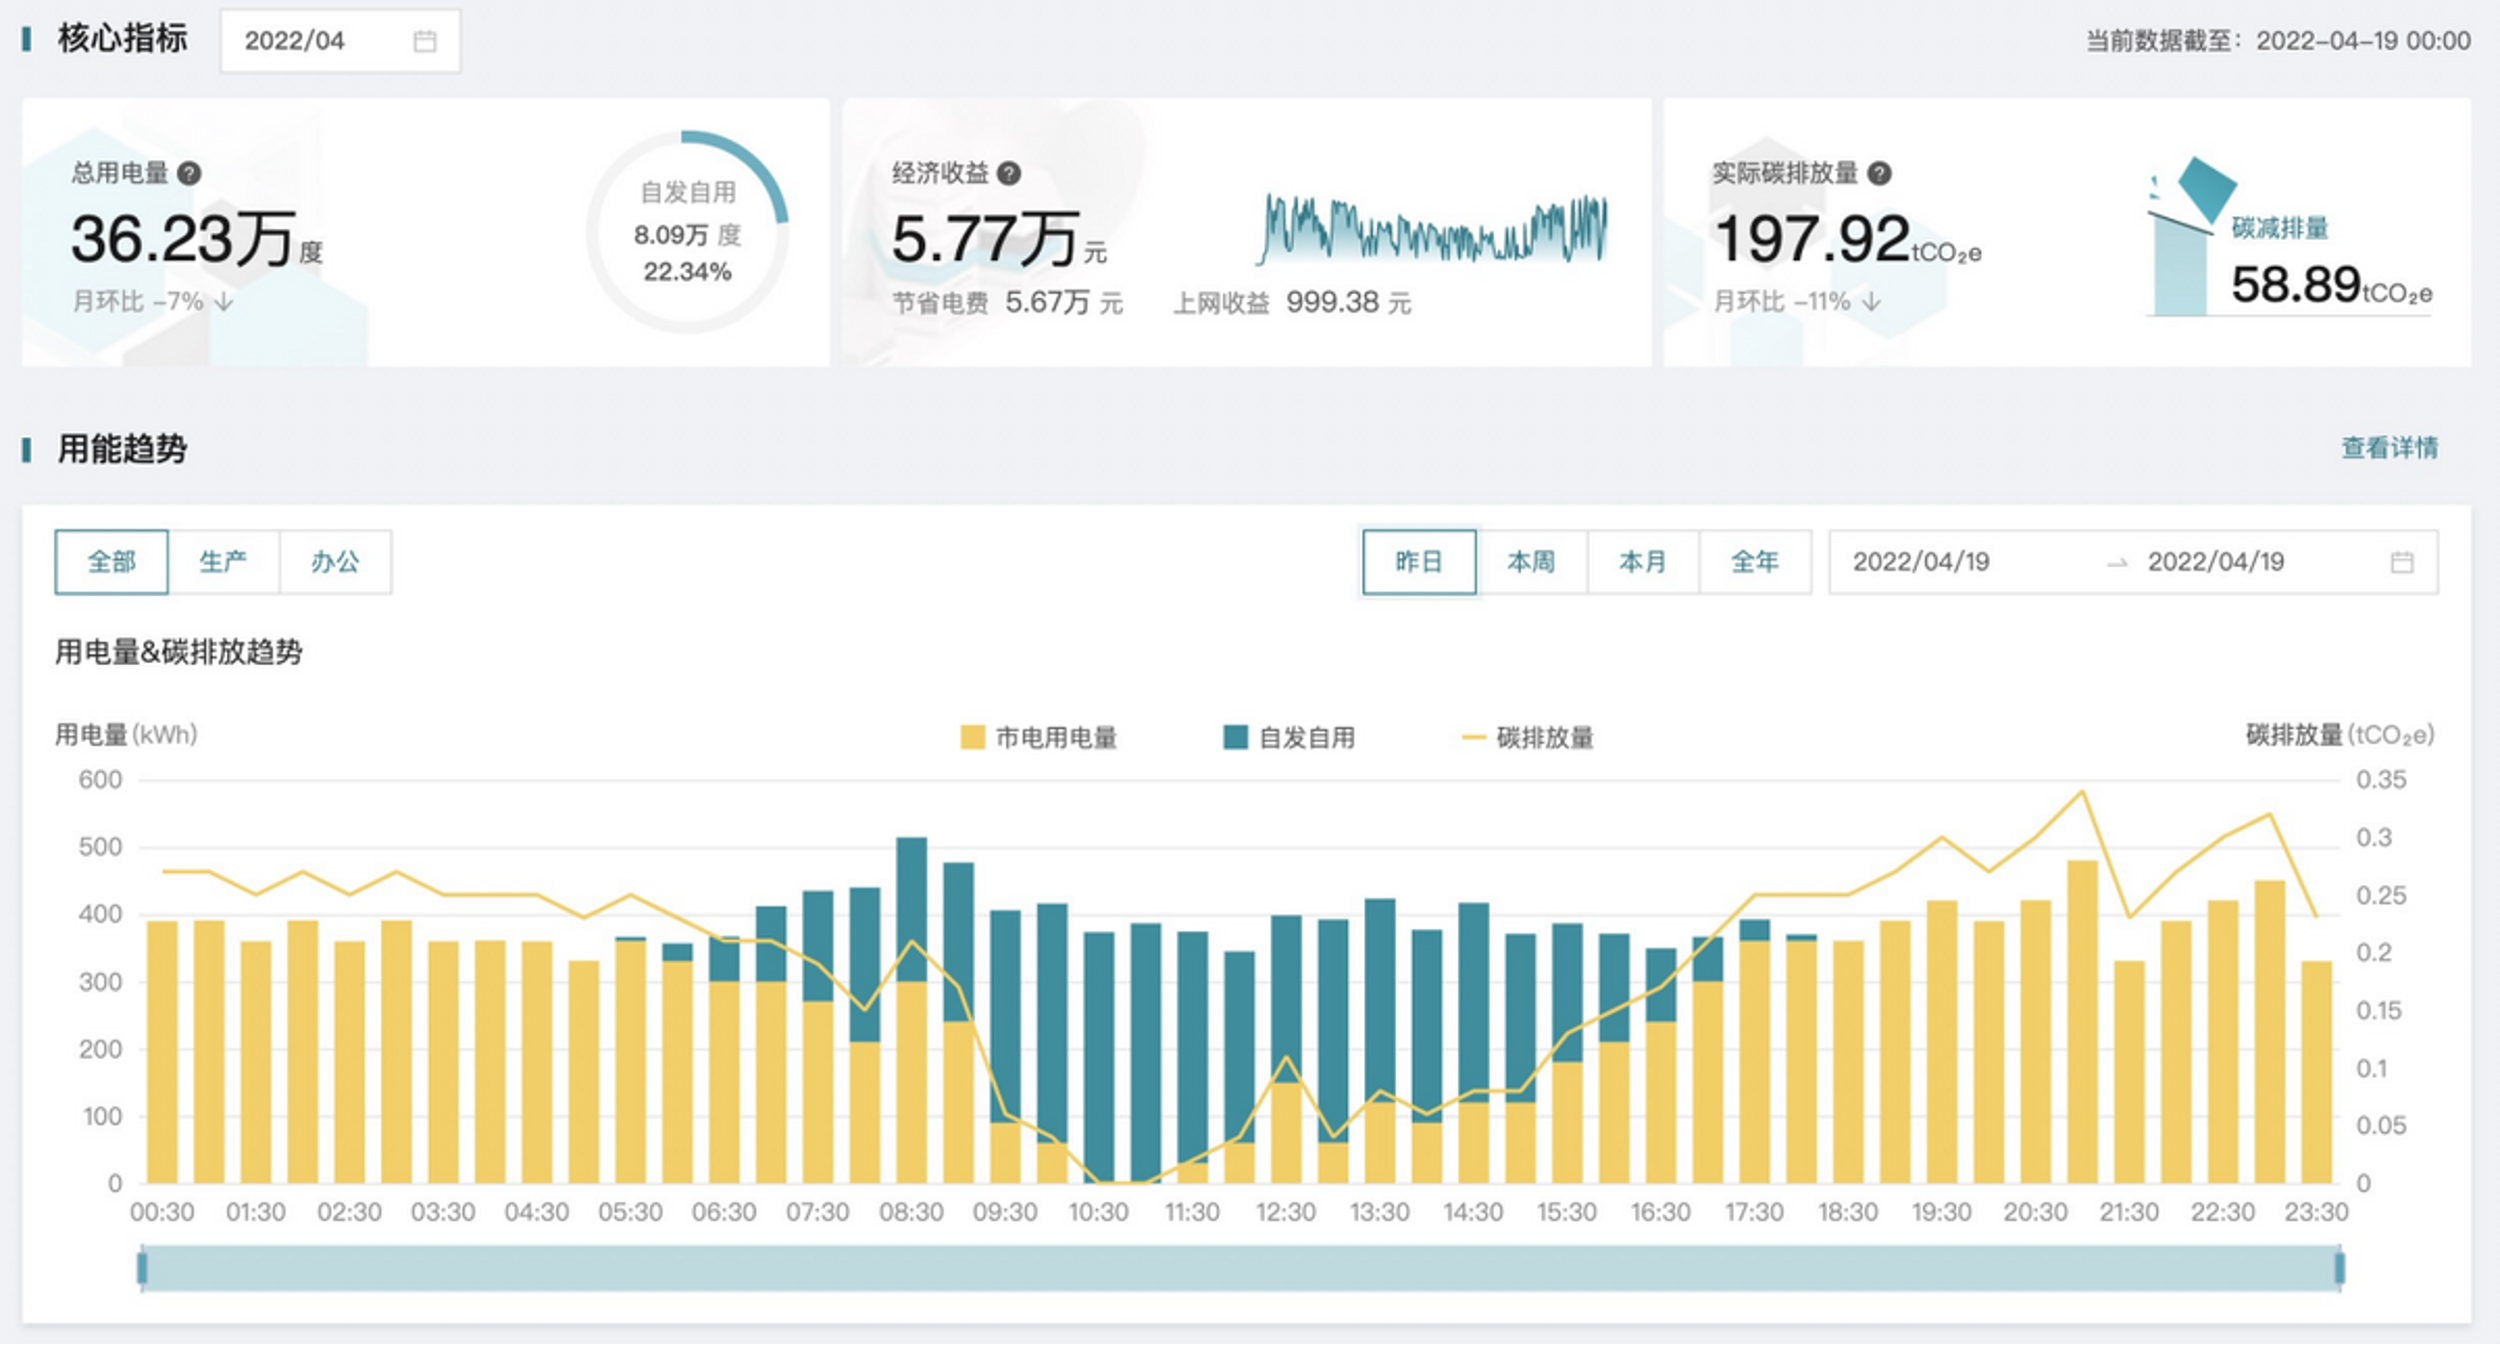 核心指标 2022/04 当前数据截至：2022-04-19 00:00
总用电量 ?
36.23万度
月环比 -7% ↓
自发自用
8.09万 度
22.34%
经济收益 ?
5.77万元
节省电费 5.67万 元 上网收益 999.38 元
实际碳排放量 ?
197.92tCO₂e
月环比 -11% ↓
碳减排量
58.89tCO₂e
用能趋势 查看详情
全部 生产 办公 昨日 本周 本月 全年 2022/04/19 → 2022/04/19
用电量&碳排放趋势
用电量(kWh) 市电用电量 自发自用 碳排放量 碳排放量(tCO₂e)
600 0.35
500 0.3
400 0.25
300 0.2
200 0.15
100 0.1
0 0.05
0
00:30 01:30 02:30 03:30 04:30 05:30 06:30 07:30 08:30 09:30 10:30 11:30 12:30 13:30 14:30 15:30 16:30 17:30 18:30 19:30 20:30 21:30 22:30 23:30